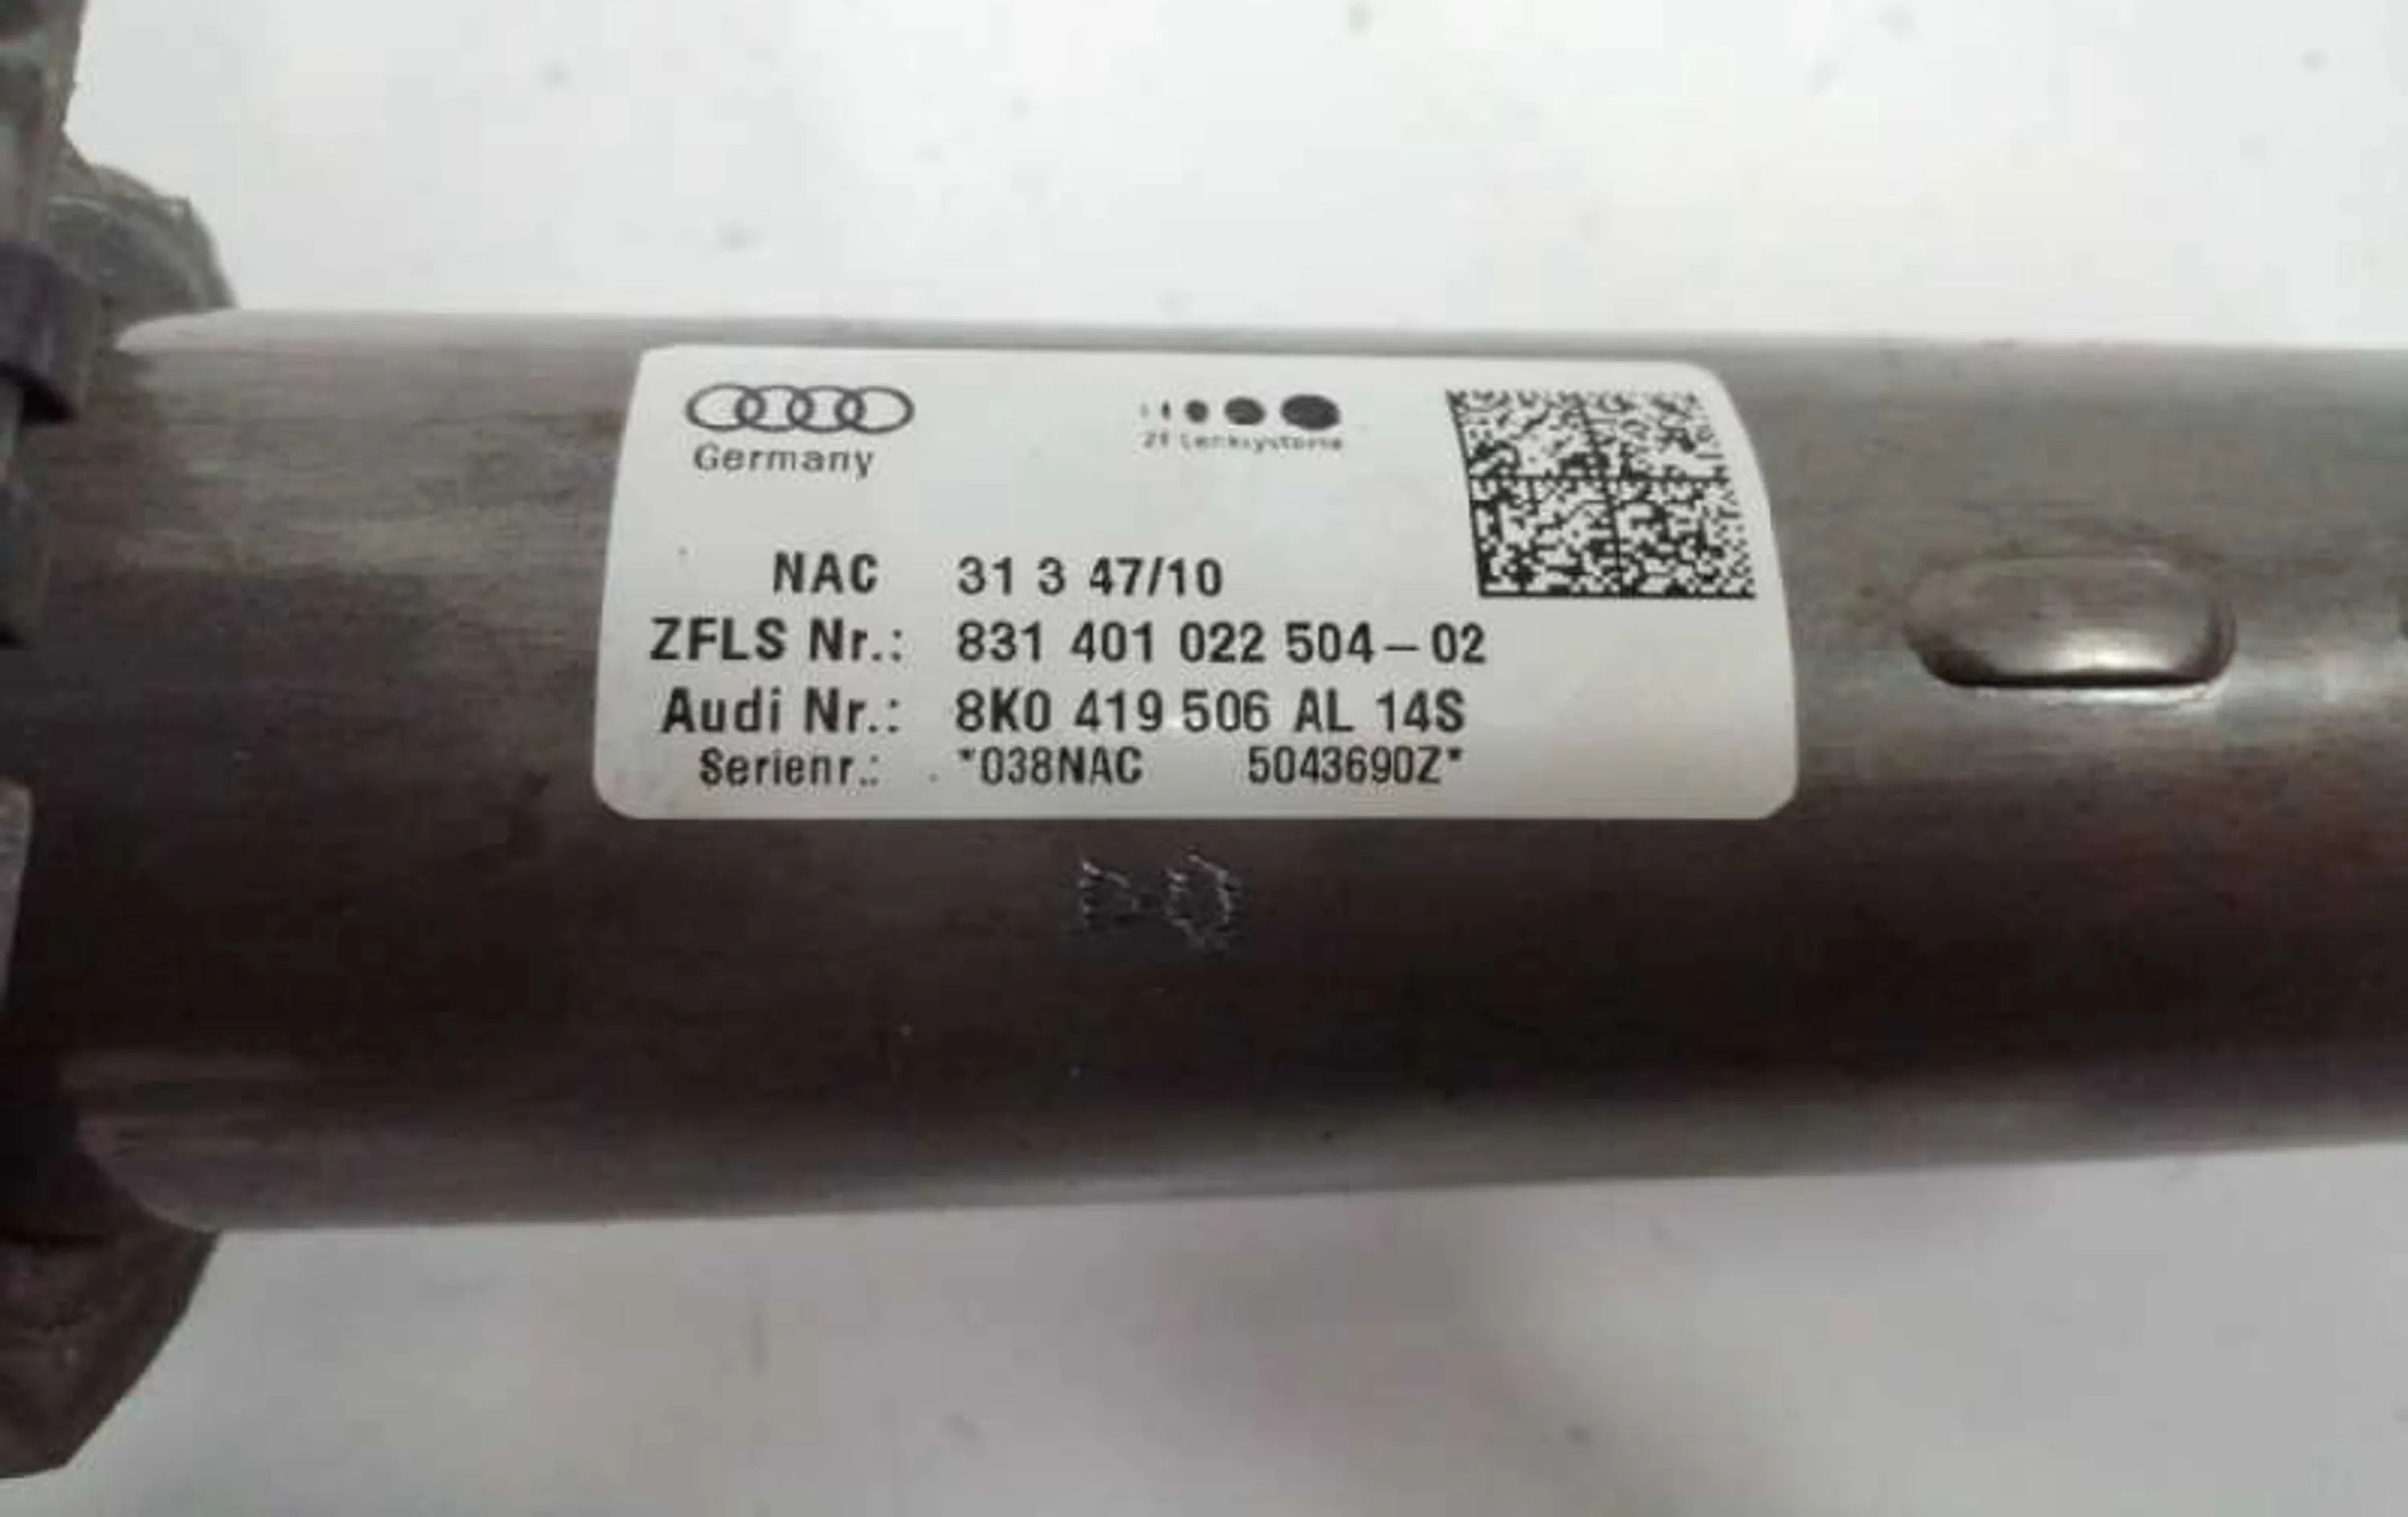 Germany
ZF Lenksysteme
NAC 31 3 47/10
ZFLS Nr.: 831 401 022 504-02
Audi Nr.: 8K0 419 506 AL 14S
Serienr.: *038NAC 5043690Z*